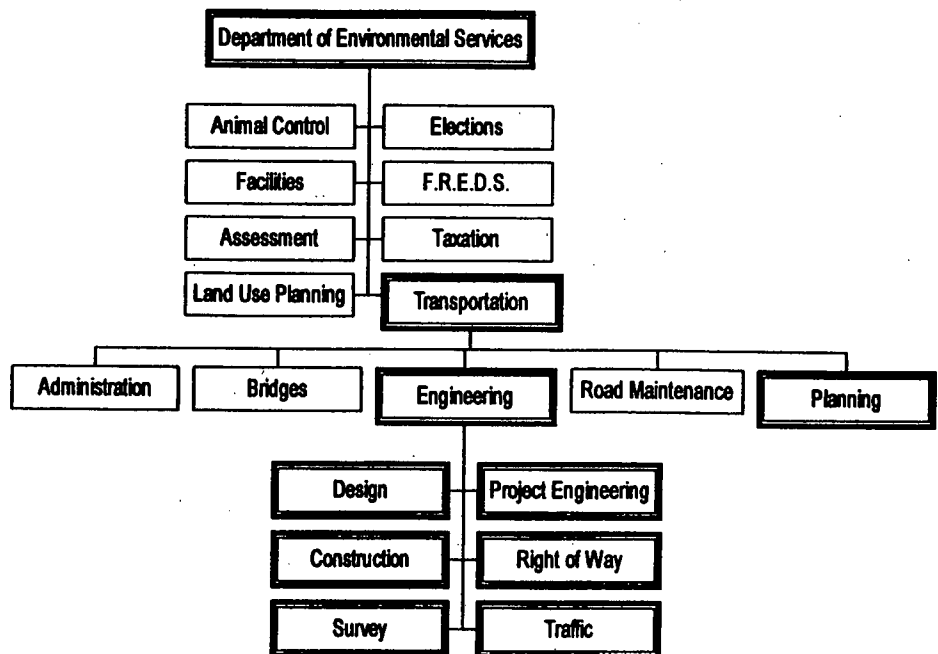 Department of Environmental Services
Animal Control
Elections
Facilities
F.R.E.D.S.
Assessment
Taxation
Land Use Planning
Transportation
Administration
Bridges
Engineering
Road Maintenance
Planning
Design
Project Engineering
Construction
Right of Way
Survey
Traffic